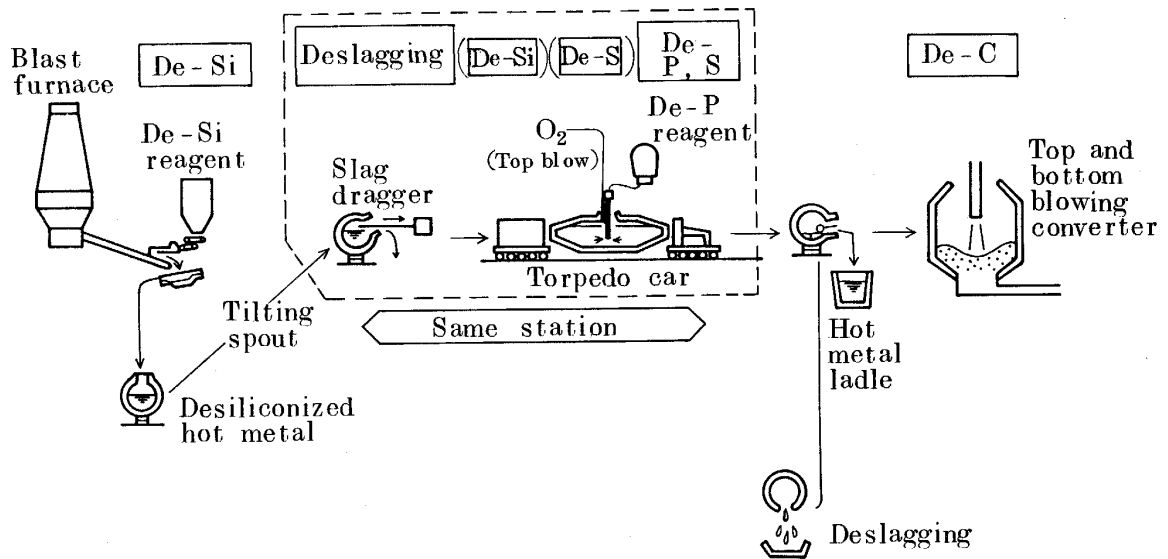 Blast
furnace
De-Si
De-Si
reagent
Deslagging
(De-Si)
(De-S)
De-
P, S
De-P
reagent
O2
(Top blow)
Slag
dragger
Torpedo car
Same station
Tilting
spout
Desiliconized
hot metal
De-C
Top and
bottom
blowing
converter
Hot
metal
ladle
Deslagging